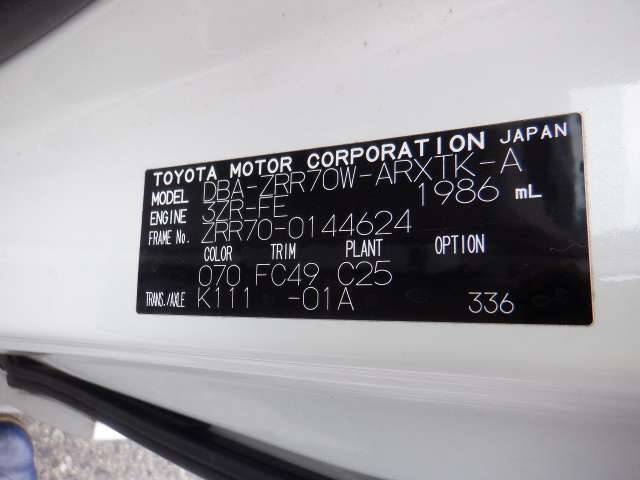 TOYOTA MOTOR CORPORATION JAPAN
MODEL DBA-ZRR70W-ARXTK-A
ENGINE 3ZR-FE 1986 mL
FRAME No. ZRR70-0144624
COLOR TRIM PLANT OPTION
070 FC49 C25
TRANS./AXLE K111 -01A 336